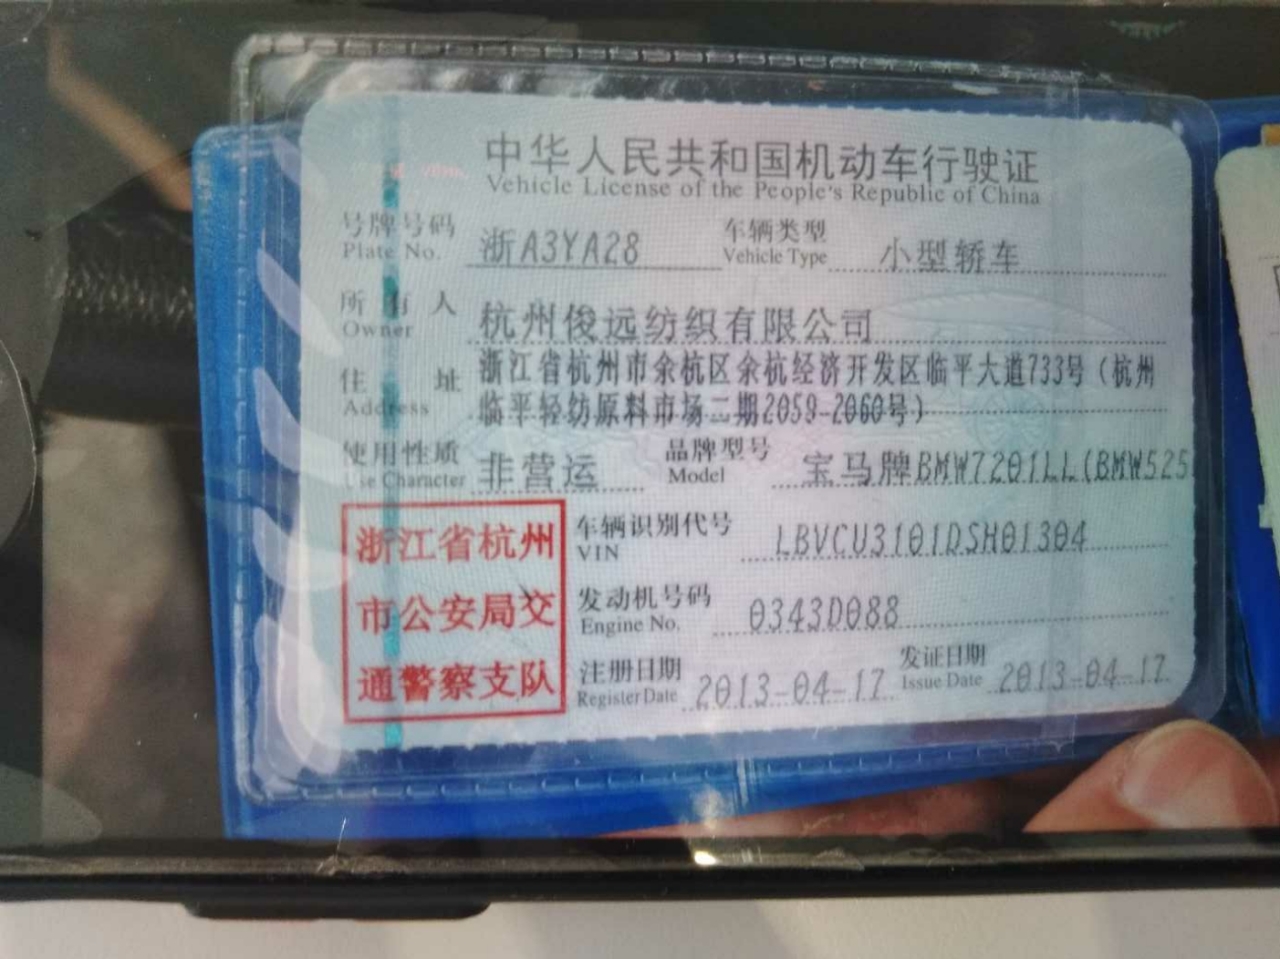 中华人民共和国机动车行驶证
Vehicle License of the People's Republic of China
号牌号码 浙A3YA28 车辆类型 小型轿车
Plate No. Vehicle Type
所有人 杭州俊远纺织有限公司
Owner
住址 浙江省杭州市余杭区余杭经济开发区临平大道733号（杭州
Address 临平轻纺原料市场二期2059-2060号）
使用性质 非营运 品牌型号 宝马牌BMW7201LL(BMW525
Use Character Model
浙江省杭州
市公安局交
通警察支队
车辆识别代号 LBVCU3101DSH01304
VIN
发动机号码 0343D088
Engine No.
注册日期 2013-04-17 发证日期 2013-04-17
Register Date Issue Date